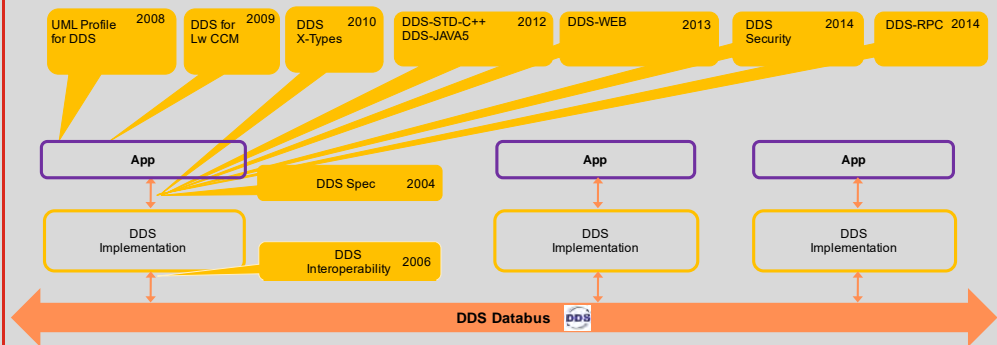 UML Profile 2008
for DDS
DDS for 2009
Lw CCM
DDS 2010
X-Types
DDS-STD-C++ 2012
DDS-JAVA5
DDS-WEB 2013
DDS 2014
Security
DDS-RPC 2014
App
App
App
DDS Spec 2004
DDS
Implementation
DDS
Interoperability 2006
DDS
Implementation
DDS
Implementation
DDS Databus
DDS